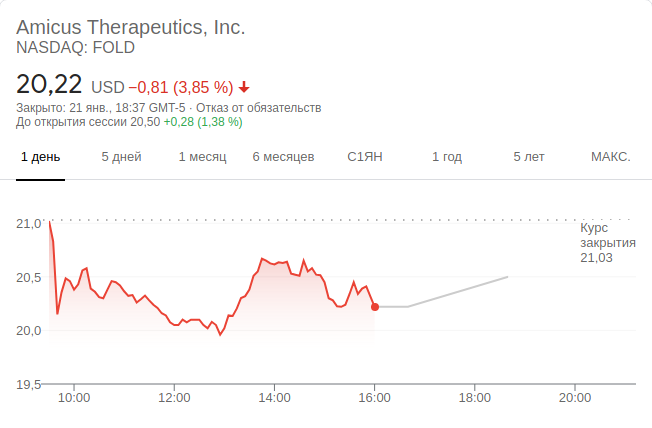 Amicus Therapeutics, Inc.
NASDAQ: FOLD
20,22 USD −0,81 (3,85 %)
Закрыто: 21 янв., 18:37 GMT-5 · Отказ от обязательств
До открытия сессии 20,50 +0,28 (1,38 %)
1 день 5 дней 1 месяц 6 месяцев С1ЯН 1 год 5 лет МАКС.
21,0
Курс
закрытия
21,03
20,5
20,0
19,5
10:00 12:00 14:00 16:00 18:00 20:00